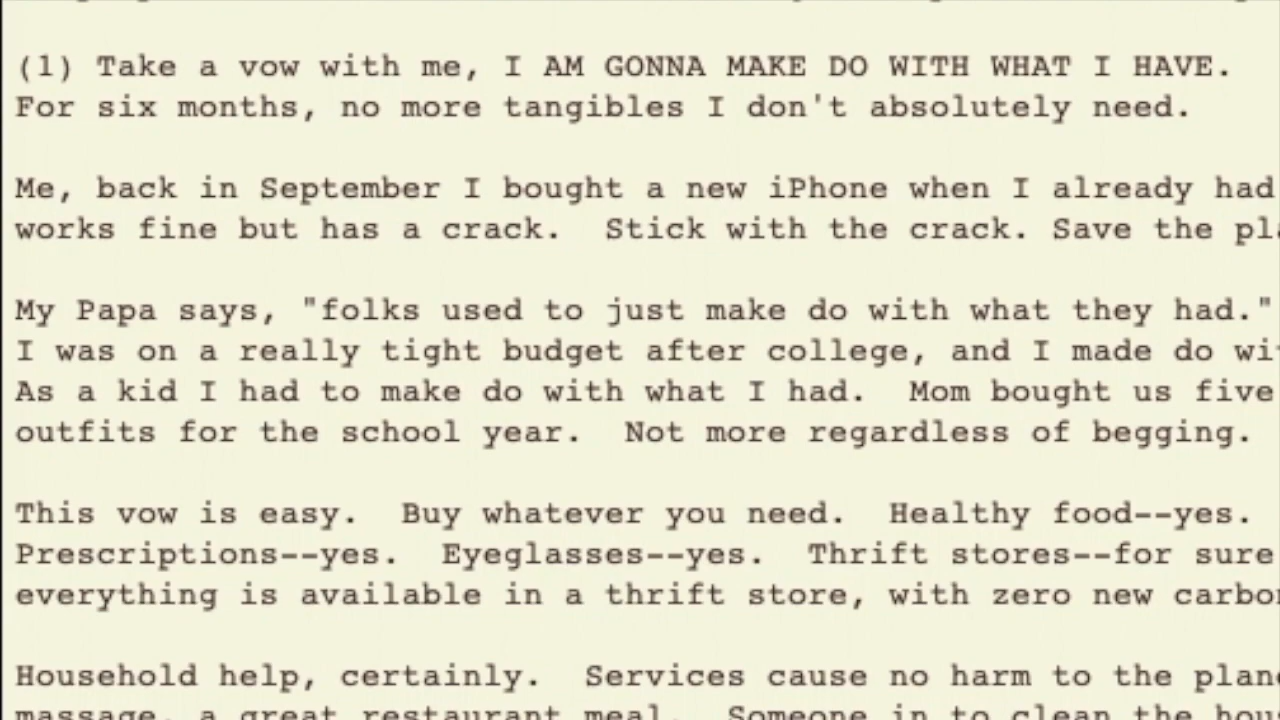 (1) Take a vow with me, I AM GONNA MAKE DO WITH WHAT I HAVE.
For six months, no more tangibles I don't absolutely need.
Me, back in September I bought a new iPhone when I already had
works fine but has a crack.  Stick with the crack. Save the
My Papa says, "folks used to just make do with what they had."
I was on a really tight budget after college, and I made do
As a kid I had to make do with what I had.  Mom bought us five
outfits for the school year.  Not more regardless of begging.
This vow is easy.  Buy whatever you need.  Healthy food--yes.
Prescriptions--yes.  Eyeglasses--yes.  Thrift stores--for sure
everything is available in a thrift store, with zero new
Household help, certainly.  Services cause no harm to the
massage, a great restaurant meal.  Someone in to clean the